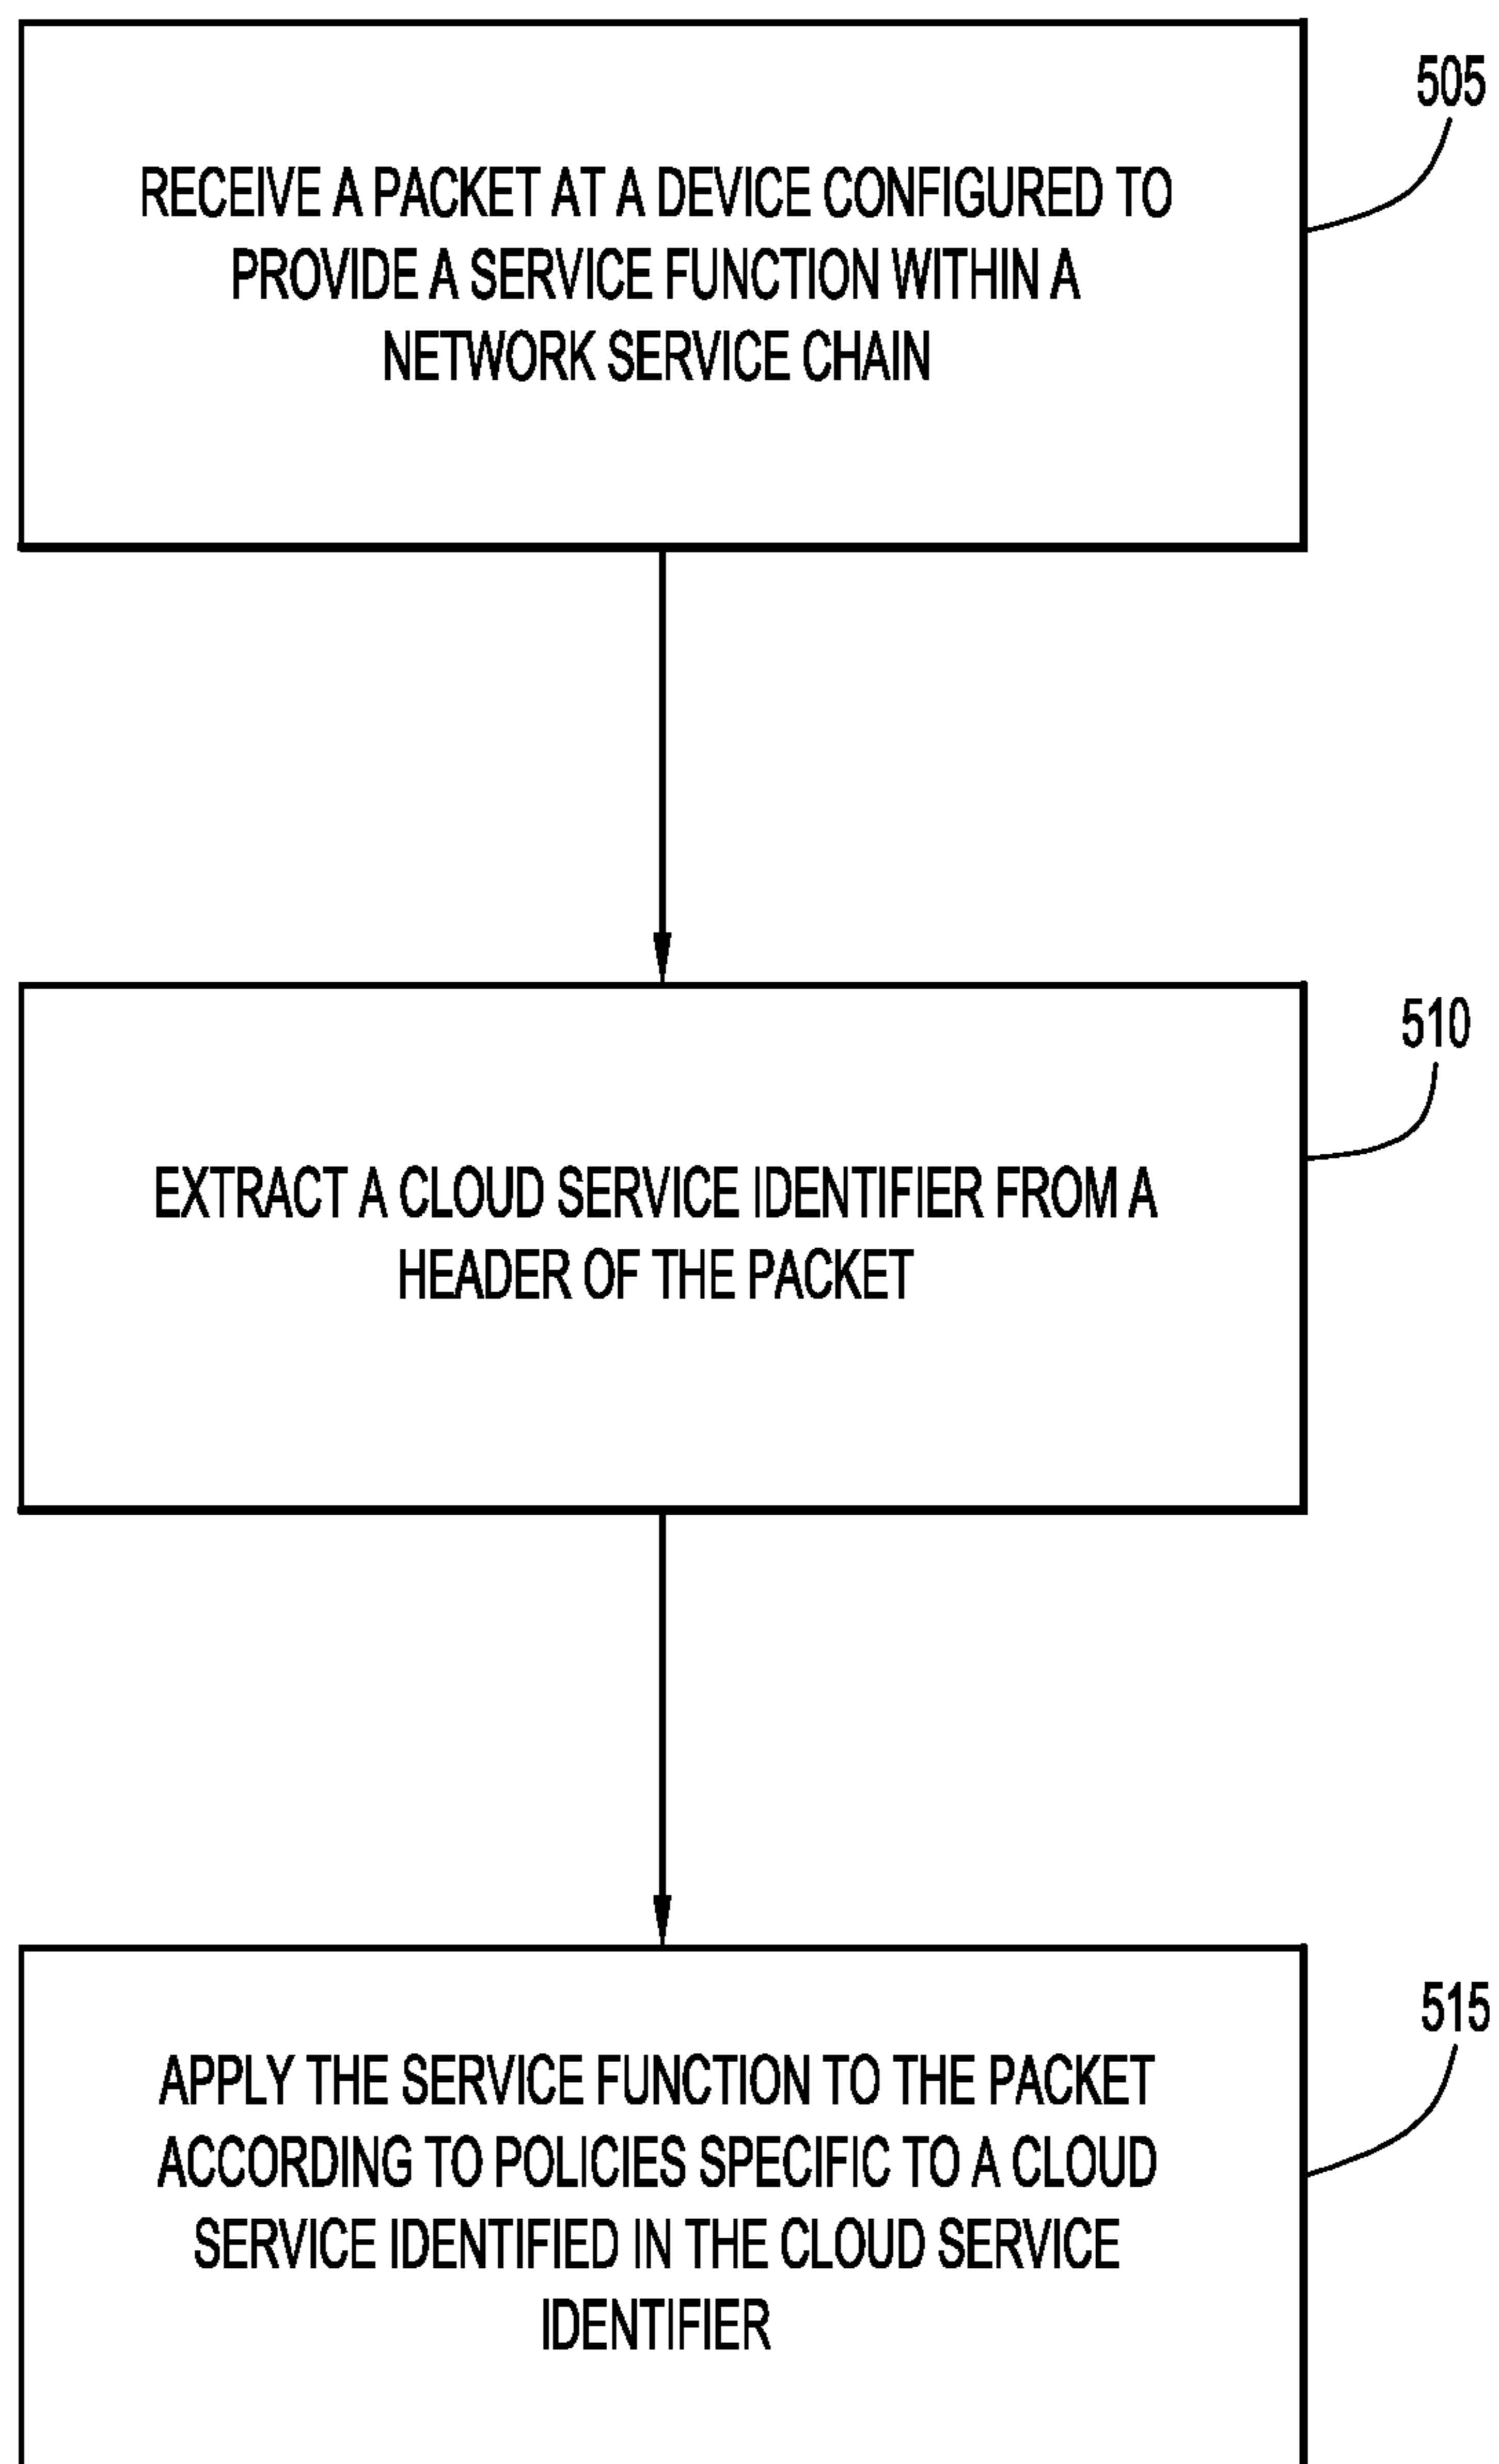 505
RECEIVE A PACKET AT A DEVICE CONFIGURED TO
PROVIDE A SERVICE FUNCTION WITHIN A
NETWORK SERVICE CHAIN
510
EXTRACT A CLOUD SERVICE IDENTIFIER FROM A
HEADER OF THE PACKET
515
APPLY THE SERVICE FUNCTION TO THE PACKET
ACCORDING TO POLICIES SPECIFIC TO A CLOUD
SERVICE IDENTIFIED IN THE CLOUD SERVICE
IDENTIFIER